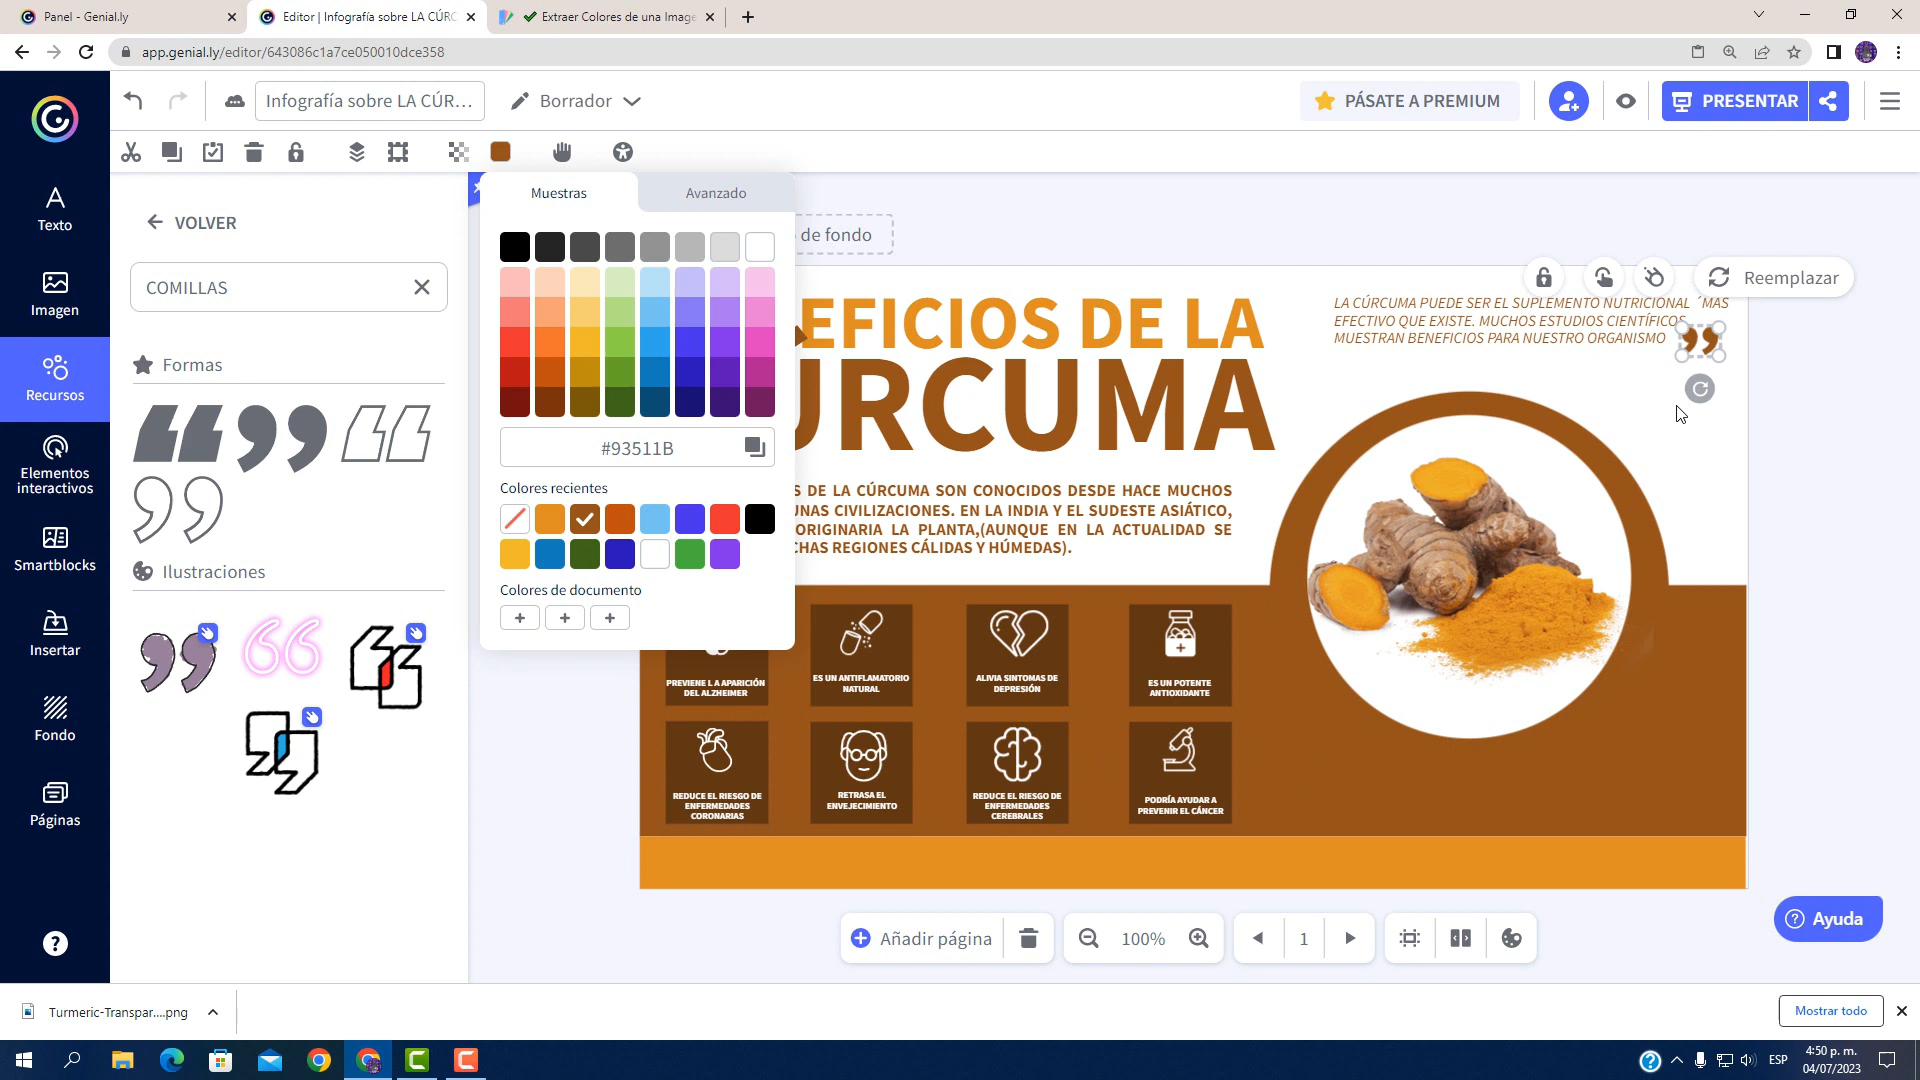 Panel - Genial.ly
Editor | Infografía sobre LA CÚRC
Extraer Colores de una Image
app.genial.ly/editor/643086c1a7ce050010dce358
Infografía sobre LA CÚR...
Borrador
PÁSATE A PREMIUM
PRESENTAR
Muestras
Avanzado
Texto
VOLVER
de fondo
COMILLAS
Reemplazar
Imagen
LA CÚRCUMA PUEDE SER EL SUPLEMENTO NUTRICIONAL ´MAS
EFECTIVO QUE EXISTE. MUCHOS ESTUDIOS CIENTÍFICOS
MUESTRAN BENEFICIOS PARA NUESTRO ORGANISMO
EFICIOS DE LA
URCUMA
Formas
Recursos
#93511B
Elementos
interactivos
Colores recientes
S DE LA CÚRCUMA SON CONOCIDOS DESDE HACE MUCHOS
UNAS CIVILIZACIONES. EN LA INDIA Y EL SUDESTE ASIÁTICO,
ORIGINARIA LA PLANTA,(AUNQUE EN LA ACTUALIDAD SE
CHAS REGIONES CÁLIDAS Y HÚMEDAS).
Smartblocks
Ilustraciones
Colores de documento
Insertar
PREVIENE L A APARICIÓN
DEL ALZHEIMER
ES UN ANTIFLAMATORIO
NATURAL
ALIVIA SINTOMAS DE
DEPRESIÓN
ES UN POTENTE
ANTIOXIDANTE
Fondo
REDUCE EL RIESGO DE
ENFERMEDADES
CORONARIAS
RETRASA EL
ENVEJECIMIENTO
REDUCE EL RIESGO DE
ENFERMEDADES
CEREBRALES
PODRÍA AYUDAR A
PREVENIR EL CÁNCER
Páginas
Añadir página
100%
1
Ayuda
Turmeric-Transpar....png
Mostrar todo
ESP
4:50 p. m.
04/07/2023